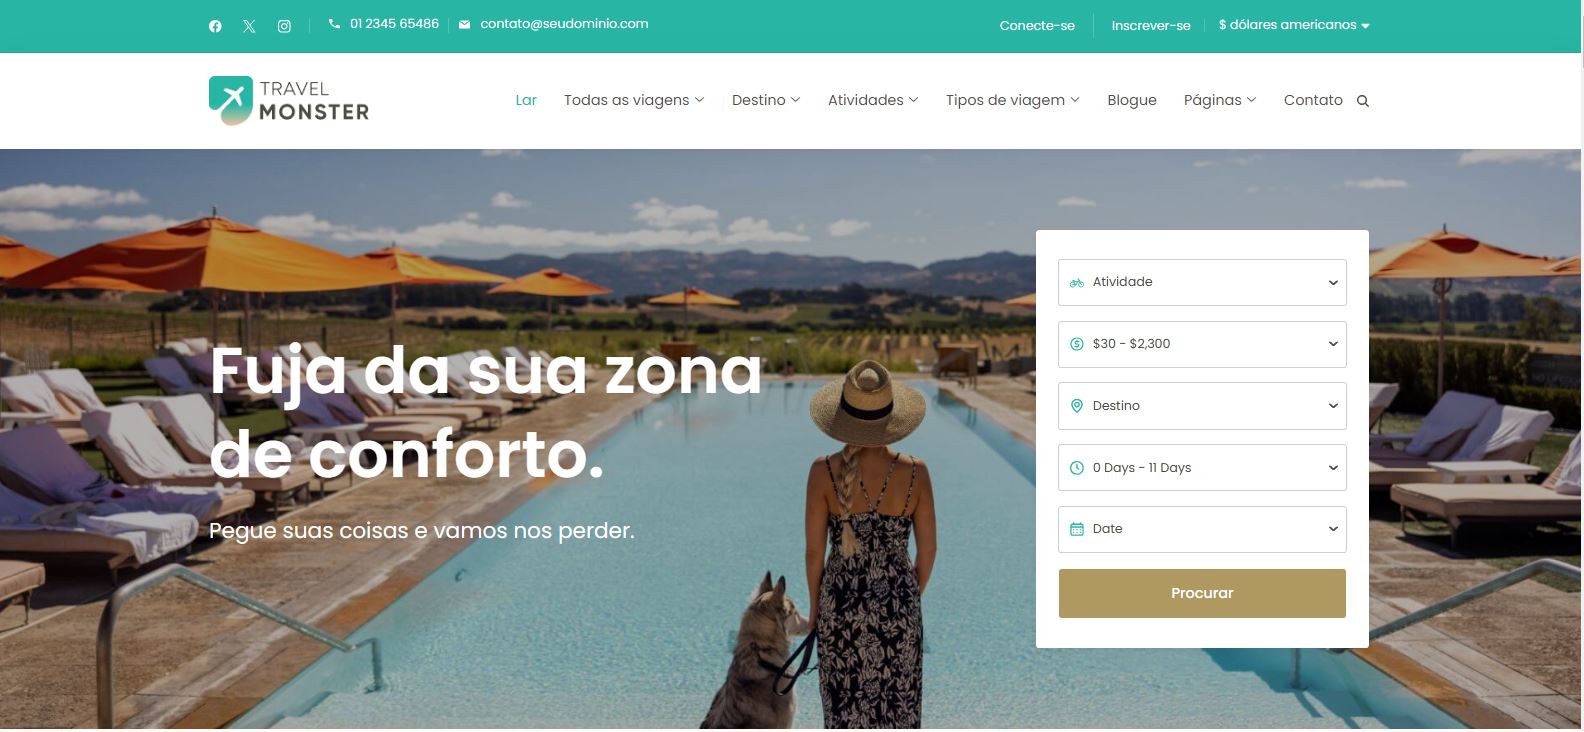 01 2345 65486
contato@seudominio.com
Conecte-se
Inscrever-se
$ dólares americanos
TRAVEL
MONSTER
Lar
Todas as viagens
Destino
Atividades
Tipos de viagem
Blogue
Páginas
Contato
Fuja da sua zona
de conforto.
Pegue suas coisas e vamos nos perder.
Atividade
$30 - $2,300
Destino
0 Days - 11 Days
Date
Procurar